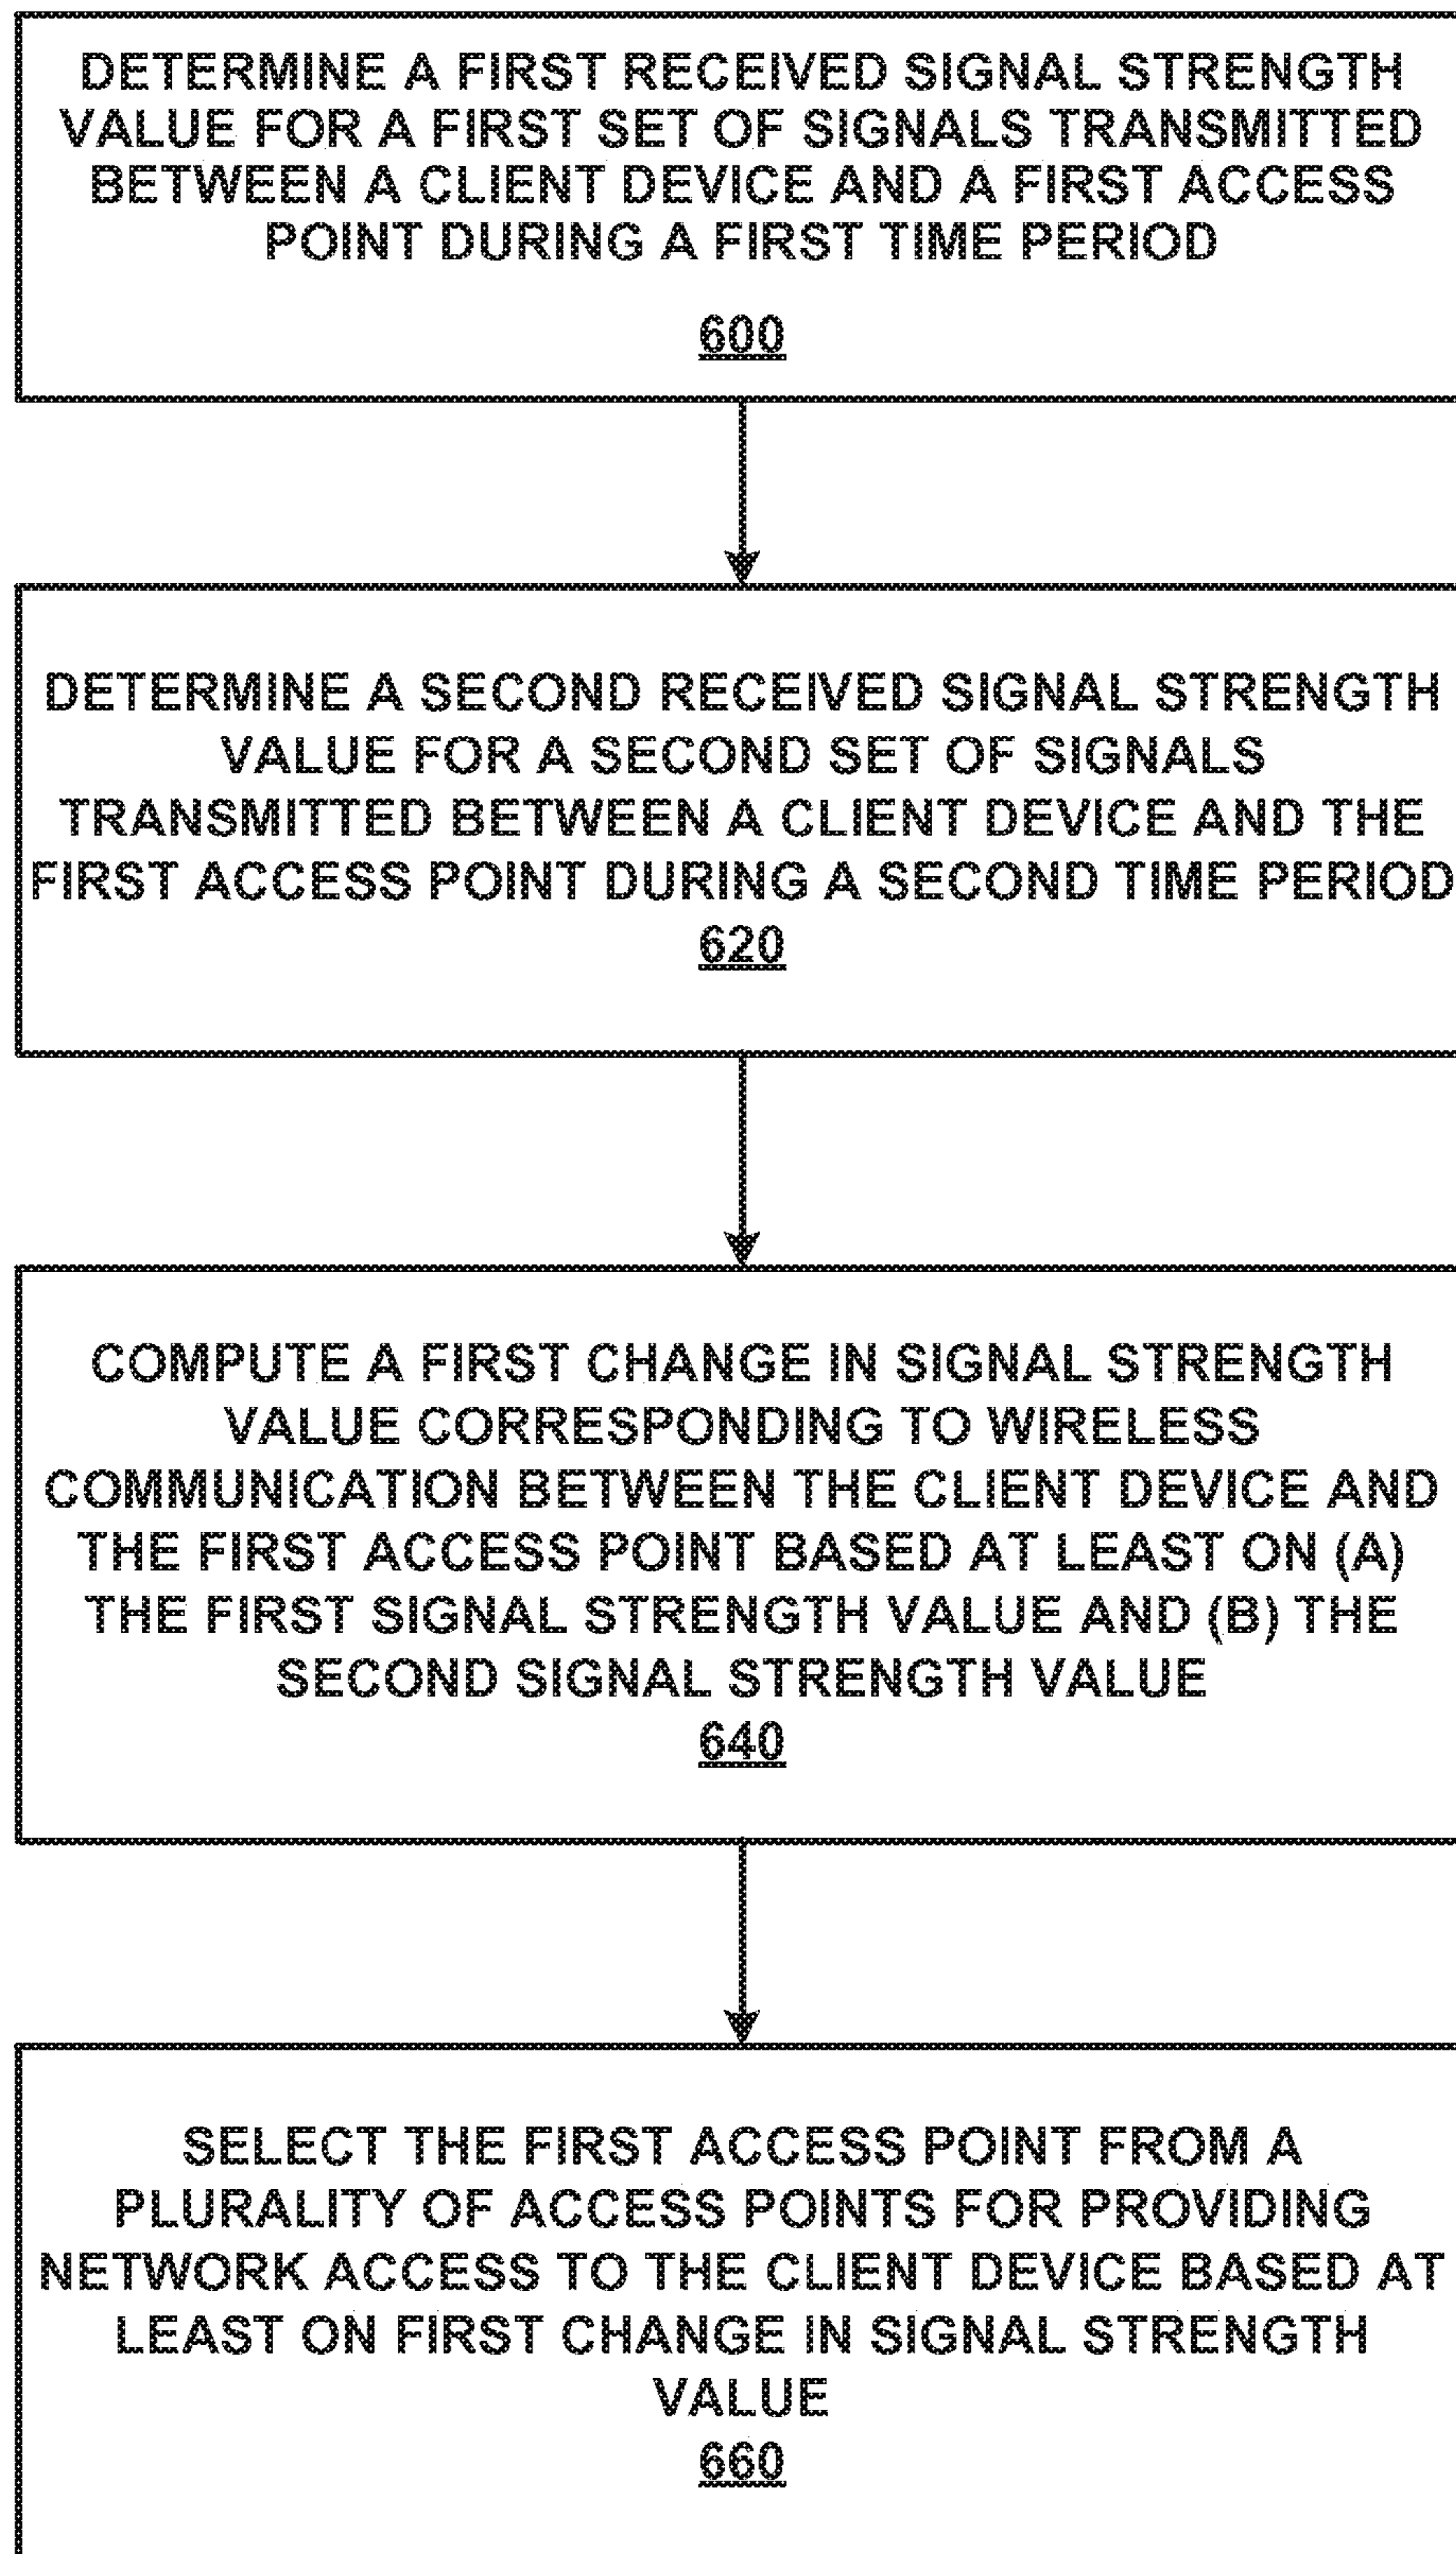 DETERMINE A FIRST RECEIVED SIGNAL STRENGTH
VALUE FOR A FIRST SET OF SIGNALS TRANSMITTED
BETWEEN A CLIENT DEVICE AND A FIRST ACCESS
POINT DURING A FIRST TIME PERIOD
600
DETERMINE A SECOND RECEIVED SIGNAL STRENGTH
VALUE FOR A SECOND SET OF SIGNALS
TRANSMITTED BETWEEN A CLIENT DEVICE AND THE
FIRST ACCESS POINT DURING A SECOND TIME PERIOD
620
COMPUTE A FIRST CHANGE IN SIGNAL STRENGTH
VALUE CORRESPONDING TO WIRELESS
COMMUNICATION BETWEEN THE CLIENT DEVICE AND
THE FIRST ACCESS POINT BASED AT LEAST ON (A)
THE FIRST SIGNAL STRENGTH VALUE AND (B) THE
SECOND SIGNAL STRENGTH VALUE
640
SELECT THE FIRST ACCESS POINT FROM A
PLURALITY OF ACCESS POINTS FOR PROVIDING
NETWORK ACCESS TO THE CLIENT DEVICE BASED AT
LEAST ON FIRST CHANGE IN SIGNAL STRENGTH
VALUE
660